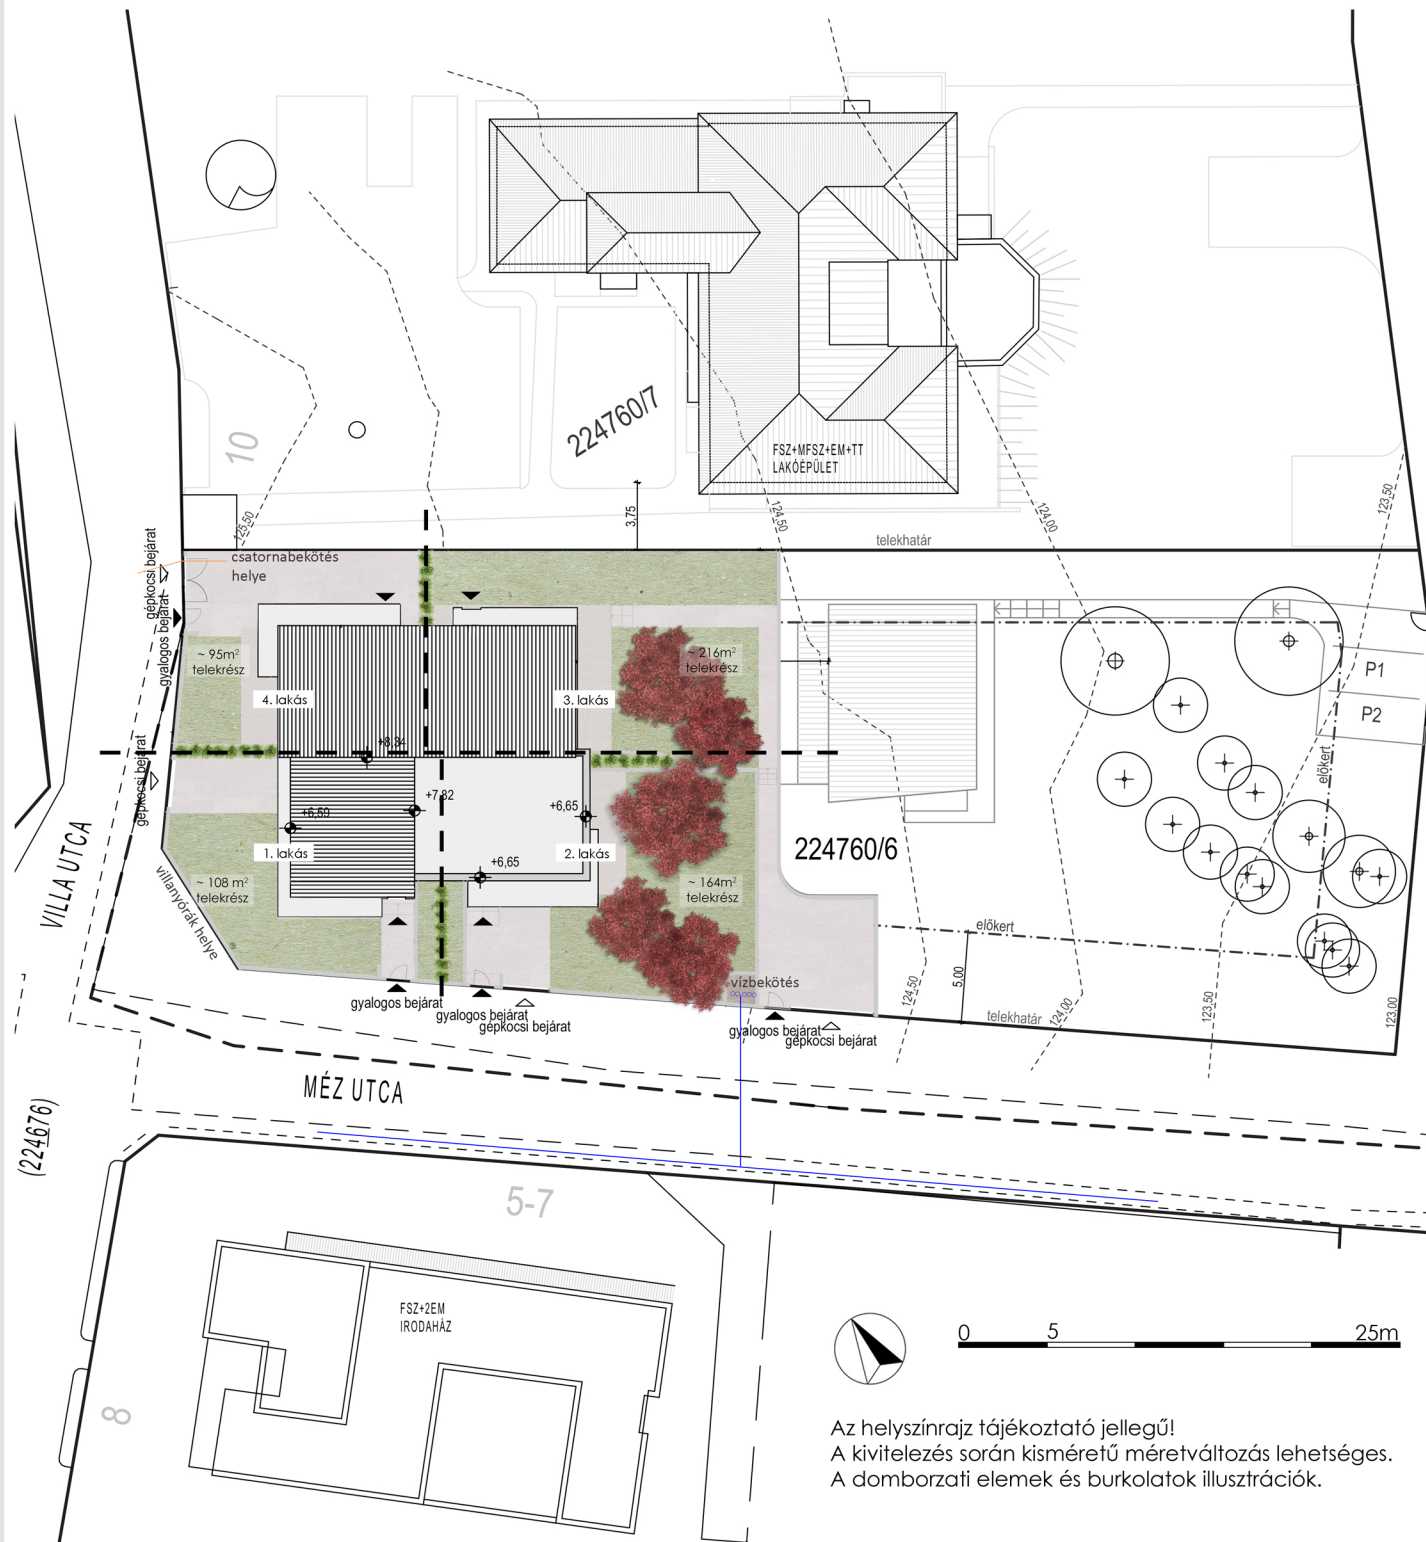 10
224760/7
FSZ+MFSZ+EM+TT
LAKÓÉPÜLET
3,75
125,50
124,50
124,00
123,50
telekhatár
gépkocsi bejárat
gyalogos bejárat
csatornabekötés
helye
~ 95m²
telekrész
4. lakás
3. lakás
~ 216m²
telekrész
P1
P2
előkert
+8,34
+7,82
+6,59
+6,65
+6,65
gépkocsi bejárat
VILLA UTCA
1. lakás
2. lakás
224760/6
~ 108 m²
telekrész
~ 164m²
telekrész
villanyórák helye
előkert
5,00
vízbekötés
124,50
124,00
123,50
123,00
telekhatár
gyalogos bejárat
gyalogos bejárat
gépkocsi bejárat
gyalogos bejárat
gépkocsi bejárat
MÉZ UTCA
(224676)
5-7
FSZ+2EM
IRODAHÁZ
8
0 5 25m
Az helyszínrajz tájékoztató jellegű!
A kivitelezés során kisméretű méretváltozás lehetséges.
A domborzati elemek és burkolatok illusztrációk.